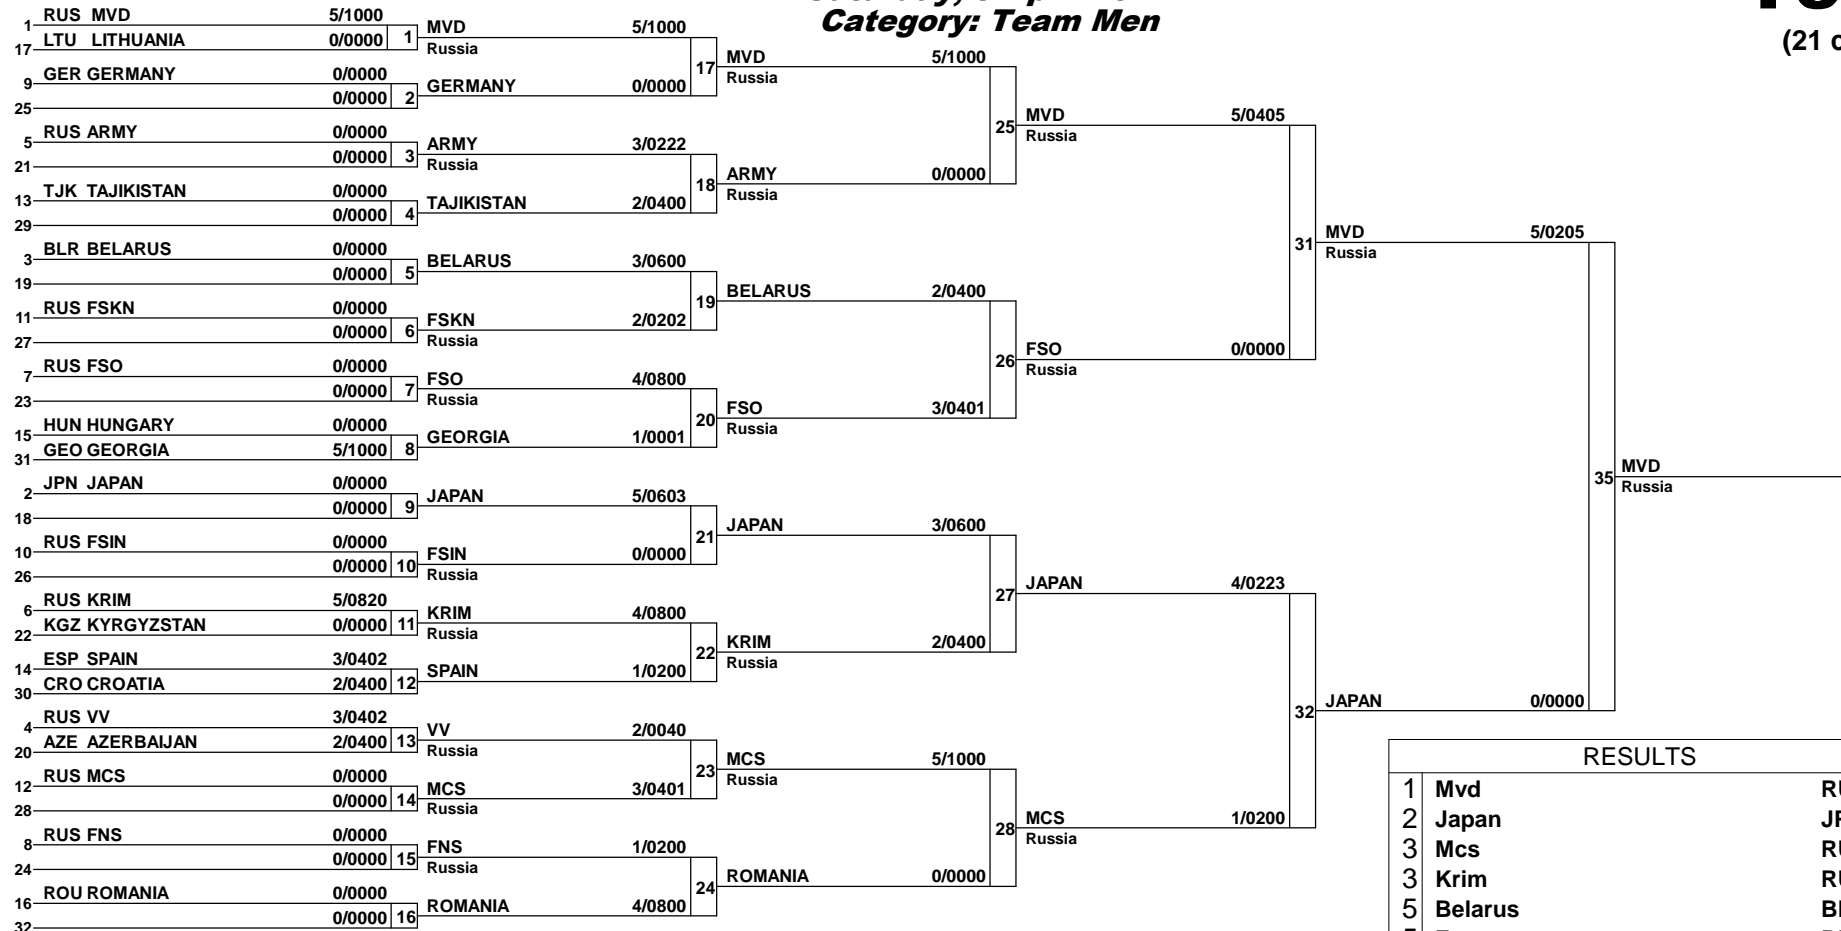 Category: Team Men
(21 c
1 RUS MVD 5/1000
17 LTU LITHUANIA 0/0000 1
9 GER GERMANY 0/0000
25 0/0000 2
5 RUS ARMY 0/0000
21 0/0000 3
13 TJK TAJIKISTAN 0/0000
29 0/0000 4
3 BLR BELARUS 0/0000
19 0/0000 5
11 RUS FSKN 0/0000
27 0/0000 6
7 RUS FSO 0/0000
23 0/0000 7
15 HUN HUNGARY 0/0000
31 GEO GEORGIA 5/1000 8
2 JPN JAPAN 0/0000
18 0/0000 9
10 RUS FSIN 0/0000
26 0/0000 10
6 RUS KRIM 5/0820
22 KGZ KYRGYZSTAN 0/0000 11
14 ESP SPAIN 3/0402
30 CRO CROATIA 2/0400 12
4 RUS VV 3/0402
20 AZE AZERBAIJAN 2/0400 13
12 RUS MCS 0/0000
28 0/0000 14
8 RUS FNS 0/0000
24 0/0000 15
16 ROU ROMANIA 0/0000
32 0/0000 16
MVD 5/1000
Russia
17
GERMANY 0/0000
ARMY 3/0222
Russia
18
TAJIKISTAN 2/0400
BELARUS 3/0600
19
FSKN 2/0202
Russia
FSO 4/0800
Russia
20
GEORGIA 1/0001
JAPAN 5/0603
21
FSIN 0/0000
Russia
KRIM 4/0800
Russia
22
SPAIN 1/0200
VV 2/0040
Russia
23
MCS 3/0401
Russia
FNS 1/0200
Russia
24
ROMANIA 4/0800
MVD 5/1000
Russia
25
ARMY 0/0000
Russia
BELARUS 2/0400
26
FSO 3/0401
Russia
JAPAN 3/0600
27
KRIM 2/0400
Russia
MCS 5/1000
Russia
28
ROMANIA 0/0000
MVD 5/0405
Russia
31
FSO 0/0000
Russia
JAPAN 4/0223
32
MCS 1/0200
Russia
MVD 5/0205
Russia
35
JAPAN 0/0000
MVD
Russia
RESULTS
1 Mvd RU
2 Japan JP
3 Mcs RU
3 Krim RU
5 Belarus BL